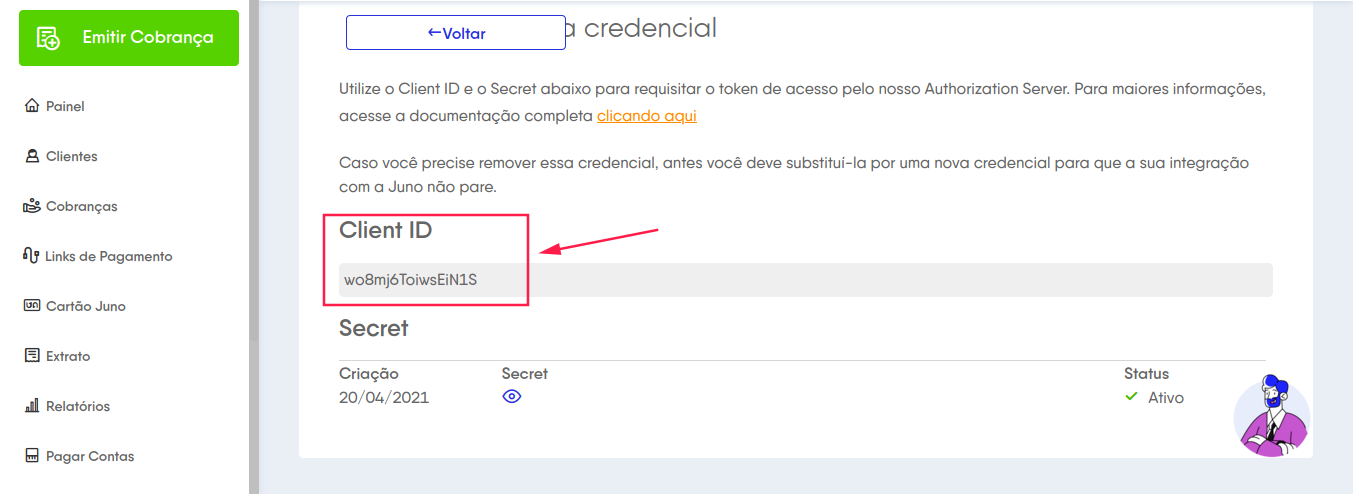 Emitir Cobrança
Painel
Clientes
Cobranças
Links de Pagamento
Cartão Juno
Extrato
Relatórios
Pagar Contas
←Voltar
a credencial
Utilize o Client ID e o Secret abaixo para requisitar o token de acesso pelo nosso Authorization Server. Para maiores informações,
acesse a documentação completa clicando aqui
Caso você precise remover essa credencial, antes você deve substituí-la por uma nova credencial para que a sua integração
com a Juno não pare.
Client ID
wo8mj6ToiwsEiN1S
Secret
Criação Secret Status
20/04/2021 Ativo